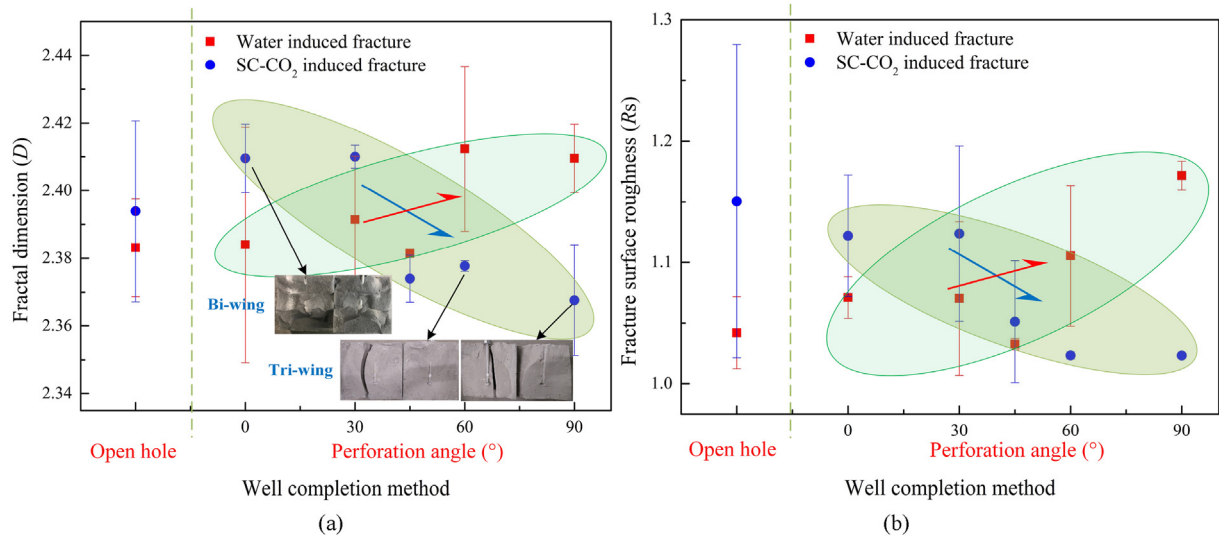 2.44
2.42
2.40
2.38
2.36
2.34
Fractal dimension (D)
Water induced fracture
SC-CO₂ induced fracture
Bi-wing
Tri-wing
0
30
60
90
Open hole
Perforation angle (°)
Well completion method
(a)
1.3
1.2
1.1
1.0
Fracture surface roughness (Rs)
Water induced fracture
SC-CO₂ induced fracture
0
30
60
90
Open hole
Perforation angle (°)
Well completion method
(b)